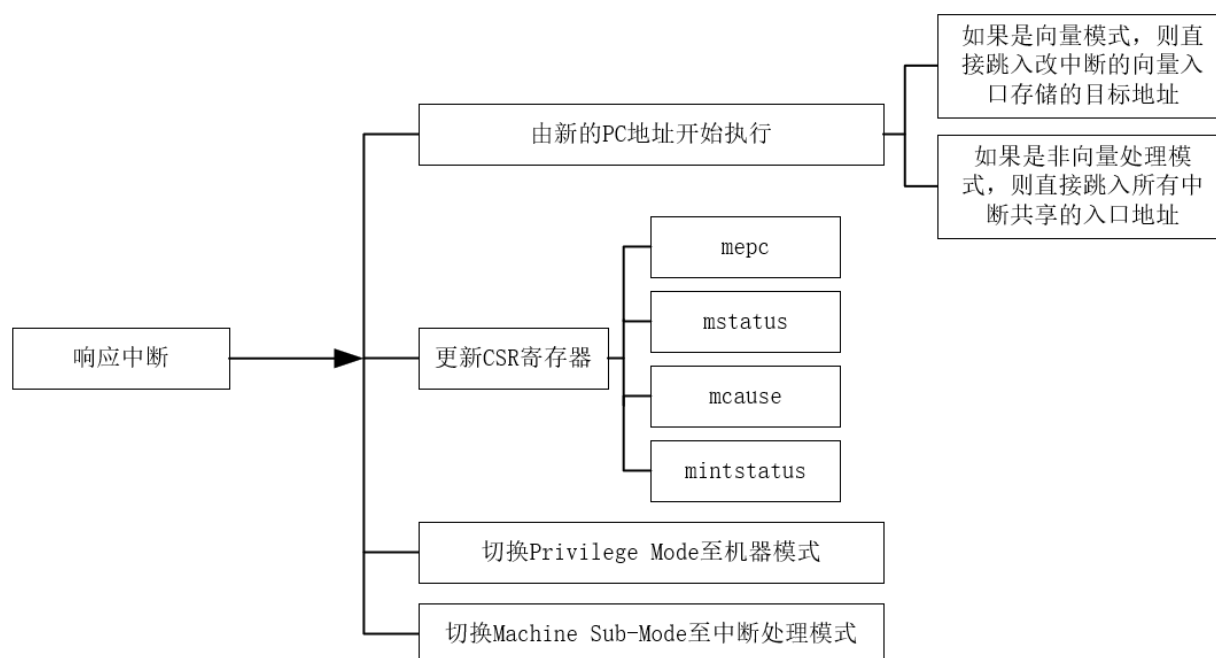 如果是向量模式，则直
接跳入改中断的向量入
口存储的目标地址
由新的PC地址开始执行
如果是非向量处理模
式，则直接跳入所有中
断共享的入口地址
mepc
mstatus
响应中断
更新CSR寄存器
mcause
mintstatus
切换Privilege Mode至机器模式
切换Machine Sub-Mode至中断处理模式